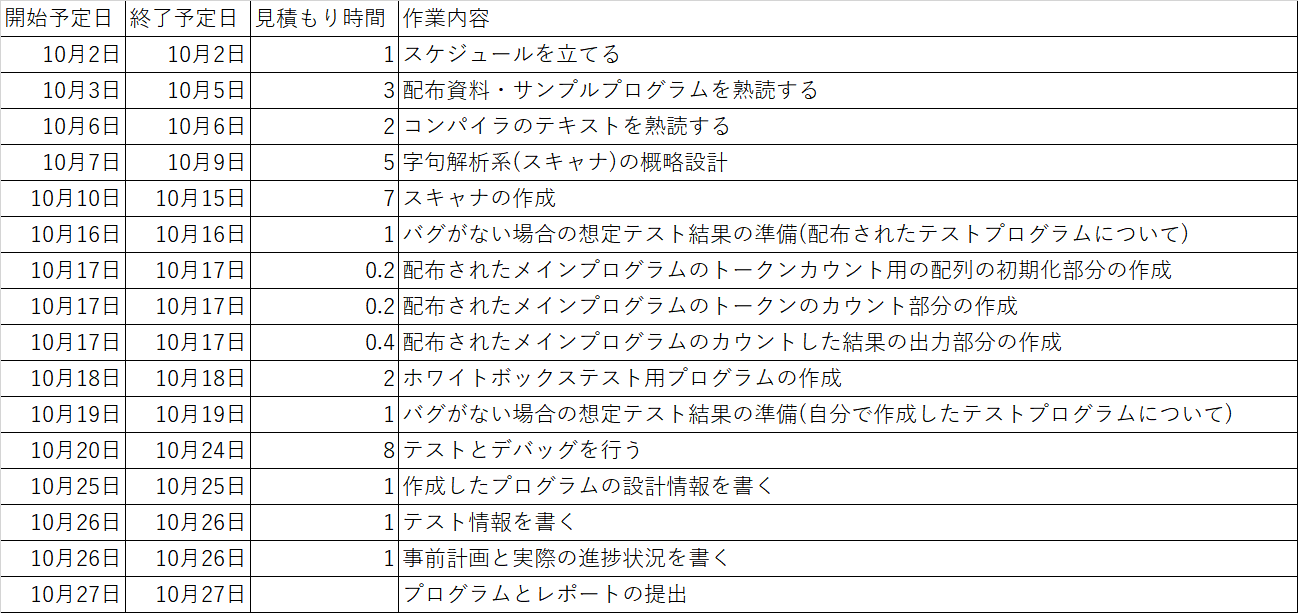 開始予定日 終了予定日 見積もり時間 作業内容
10月2日 10月2日 1 スケジュールを立てる
10月3日 10月5日 3 配布資料・サンプルプログラムを熟読する
10月6日 10月6日 2 コンパイラのテキストを熟読する
10月7日 10月9日 5 字句解析系(スキャナ)の概略設計
10月10日 10月15日 7 スキャナの作成
10月16日 10月16日 1 バグがない場合の想定テスト結果の準備(配布されたテストプログラムについて)
10月17日 10月17日 0.2 配布されたメインプログラムのトークンカウント用の配列の初期化部分の作成
10月17日 10月17日 0.2 配布されたメインプログラムのトークンのカウント部分の作成
10月17日 10月17日 0.4 配布されたメインプログラムのカウントした結果の出力部分の作成
10月18日 10月18日 2 ホワイトボックステスト用プログラムの作成
10月19日 10月19日 1 バグがない場合の想定テスト結果の準備(自分で作成したテストプログラムについて)
10月20日 10月24日 8 テストとデバッグを行う
10月25日 10月25日 1 作成したプログラムの設計情報を書く
10月26日 10月26日 1 テスト情報を書く
10月26日 10月26日 1 事前計画と実際の進捗状況を書く
10月27日 10月27日 プログラムとレポートの提出